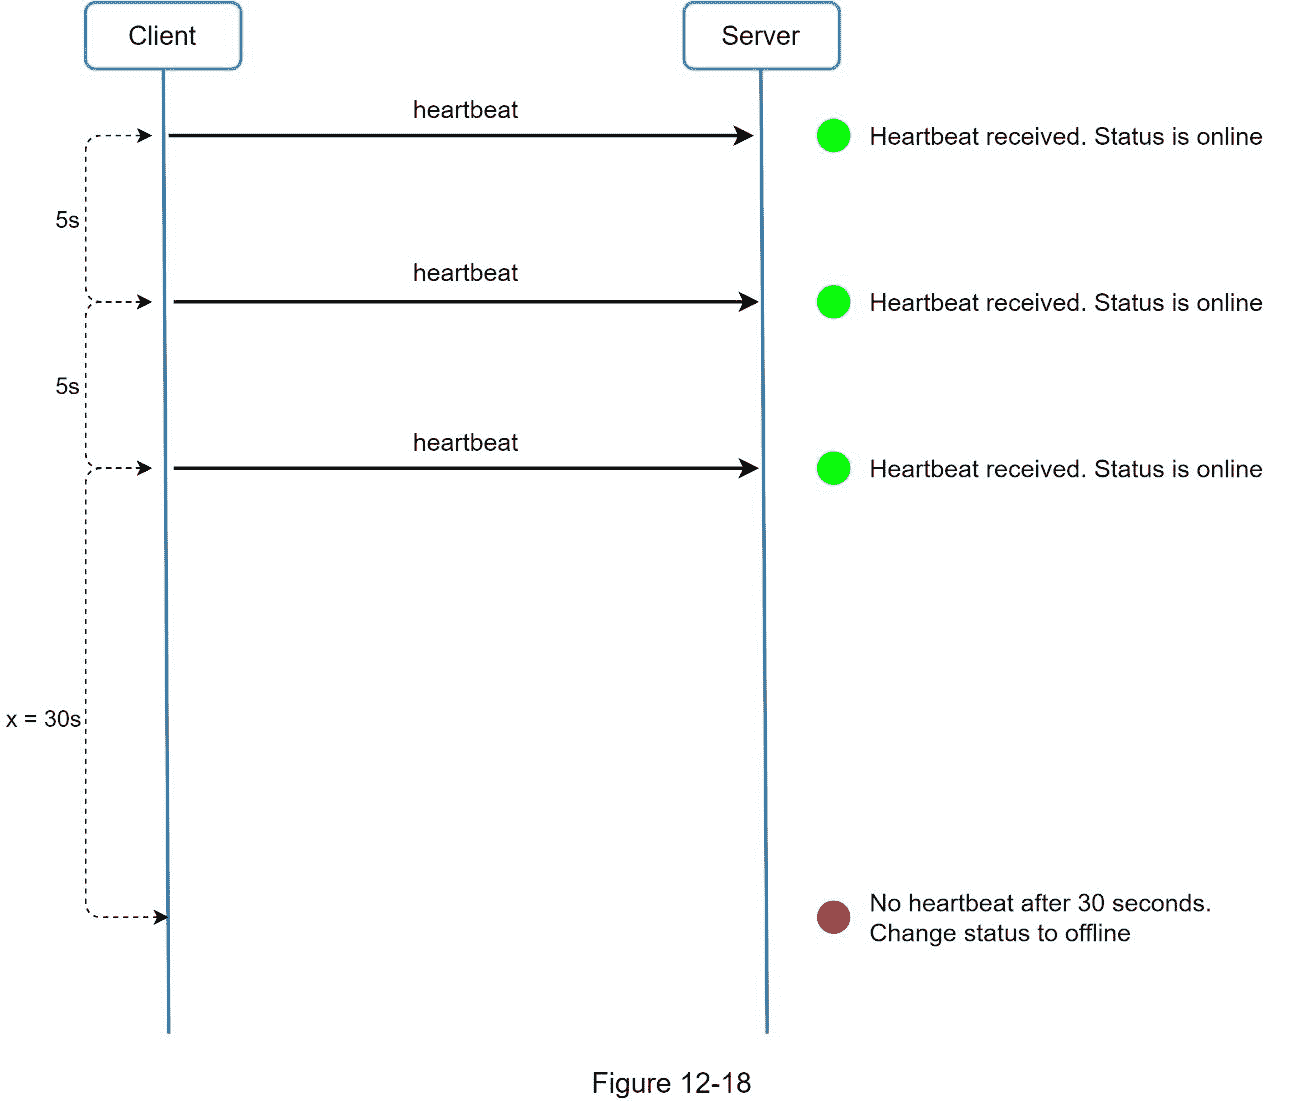 Client
Server
heartbeat
Heartbeat received. Status is online
5s
heartbeat
Heartbeat received. Status is online
5s
heartbeat
Heartbeat received. Status is online
x = 30s
No heartbeat after 30 seconds.
Change status to offline
Figure 12-18